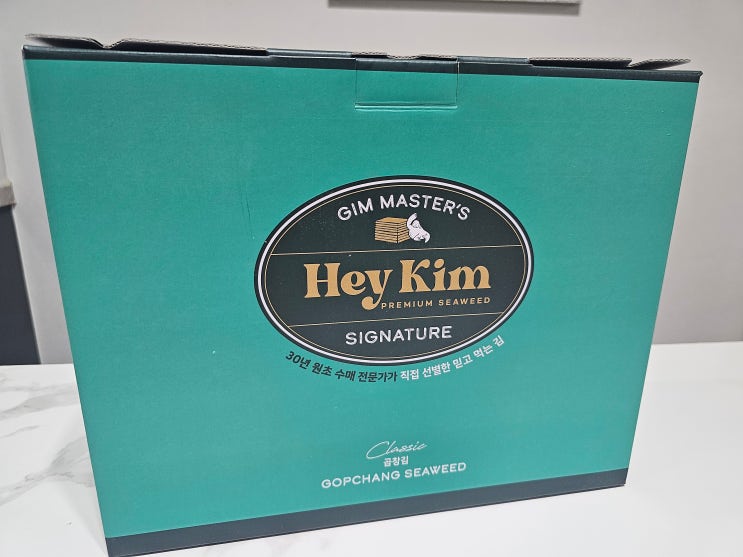 GIM MASTER'S
Hey Kim
PREMIUM SEAWEED
SIGNATURE
30년 원초 수매 전문가가 직접 선별한 믿고 먹는 김
Classic
곱창김
GOPCHANG SEAWEED